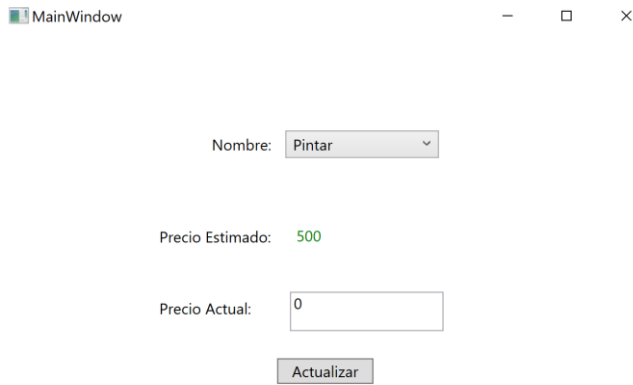 MainWindow
Nombre: Pintar
Precio Estimado: 500
Precio Actual: 0
Actualizar